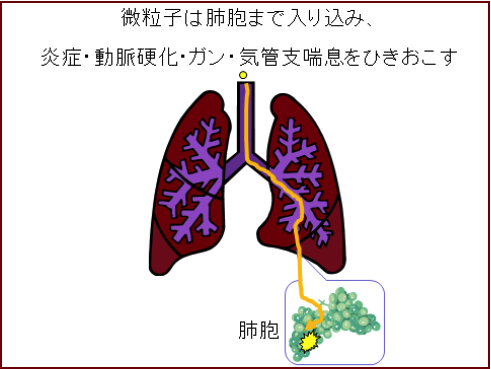 微粒子は肺胞まで入り込み、
炎症・動脈硬化・ガン・気管支喘息をひきおこす
肺胞